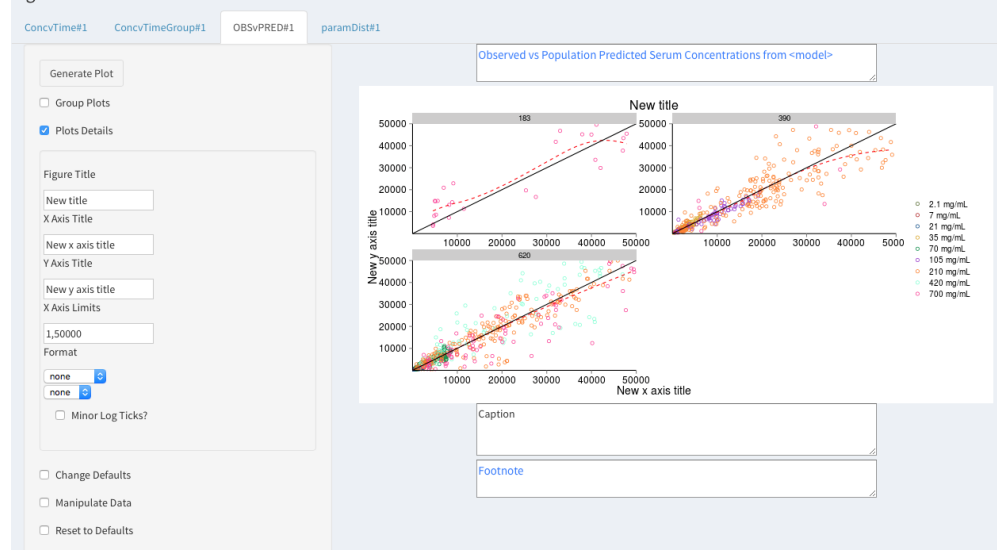 ConcvTime#1 ConcvTimeGroup#1 OBSvPRED#1 paramDist#1
Generate Plot
Group Plots
Plots Details
Figure Title
New title
X Axis Title
New x axis title
Y Axis Title
New y axis title
X Axis Limits
1,50000
Format
none
none
Minor Log Ticks?
Change Defaults
Manipulate Data
Reset to Defaults
Observed vs Population Predicted Serum Concentrations from <model>
New title
183
50000
40000
30000
20000
10000
10000 20000 30000 40000 50000
390
50000
40000
30000
20000
10000
10000 20000 30000 40000 5000
620
50000
40000
30000
20000
10000
10000 20000 30000 40000 50000
New y axis title
New x axis title
2.1 mg/mL
7 mg/mL
21 mg/mL
35 mg/mL
70 mg/mL
105 mg/mL
210 mg/mL
420 mg/mL
700 mg/mL
Caption
Footnote